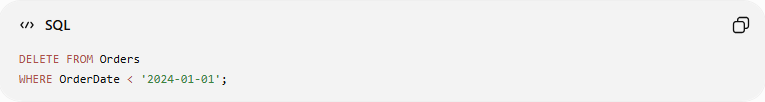 SQL
DELETE FROM Orders
WHERE OrderDate < '2024-01-01';